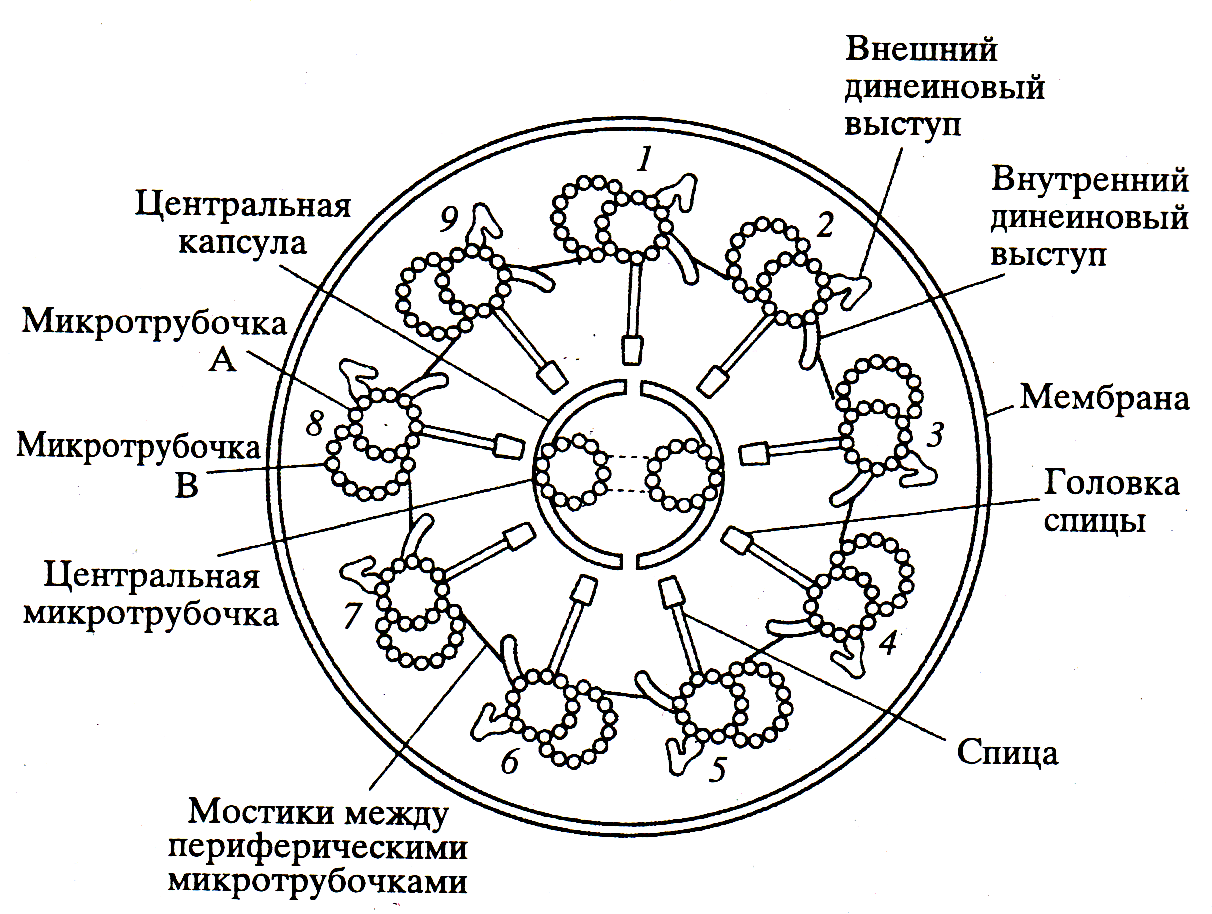 Внешний
динеиновый
выступ
Внутренний
динеиновый
выступ
Центральная
капсула
Микротрубочка
А
Микротрубочка
В
Центральная
микротрубочка
Мостики между
периферическими
микротрубочками
Мембрана
Головка
спицы
Спица
1
2
3
4
5
6
7
8
9